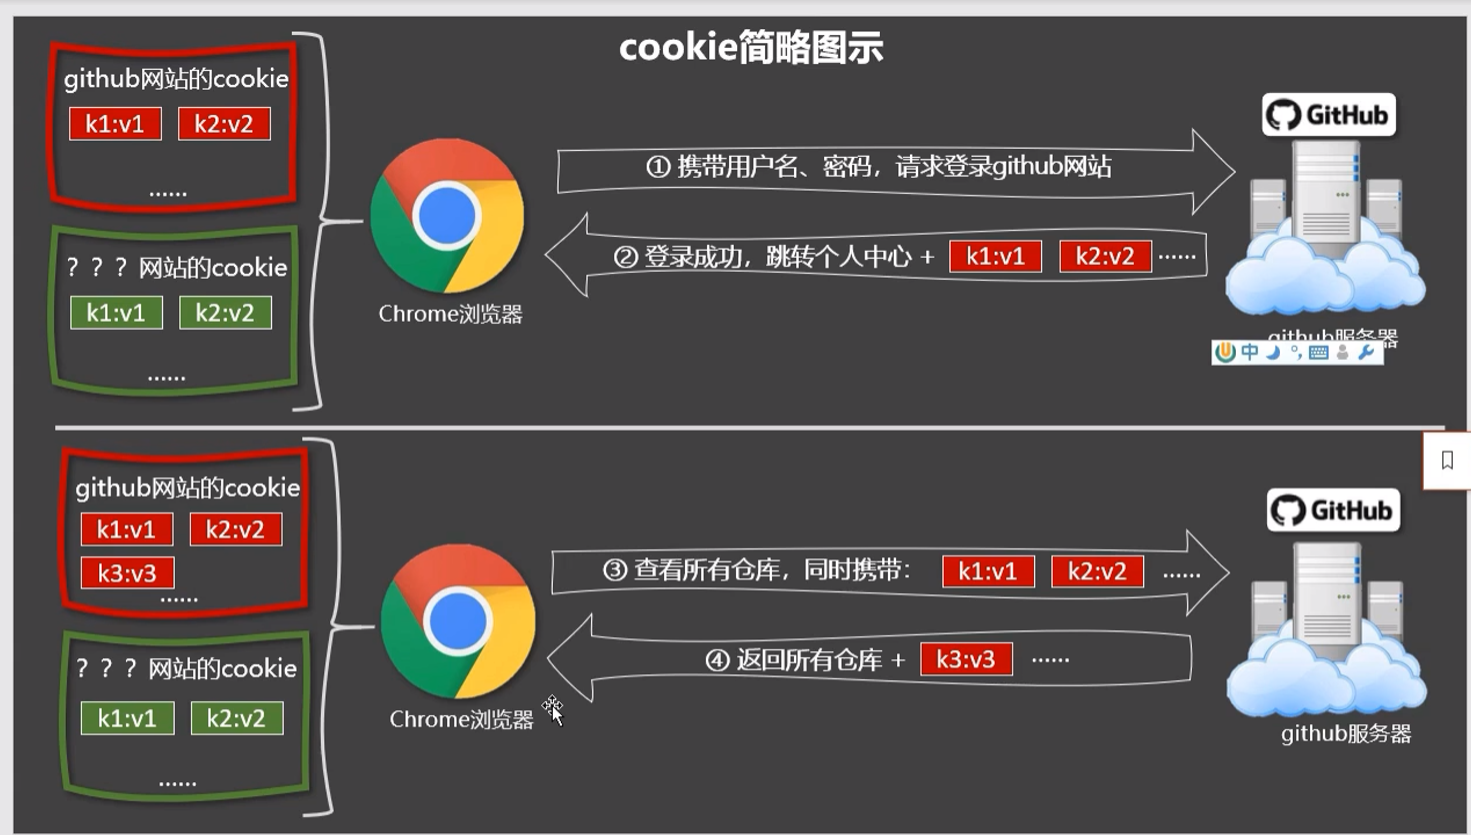 cookie简略图示
github网站的cookie
k1:v1 k2:v2
......
？？？网站的cookie
k1:v1 k2:v2
......
Chrome浏览器
① 携带用户名、密码，请求登录github网站
② 登录成功，跳转个人中心 + k1:v1 k2:v2 ······
GitHub
github服务器
中
github网站的cookie
k1:v1 k2:v2
k3:v3
......
？？？网站的cookie
k1:v1 k2:v2
......
Chrome浏览器
③ 查看所有仓库，同时携带： k1:v1 k2:v2 ······
④ 返回所有仓库 + k3:v3 ······
GitHub
github服务器